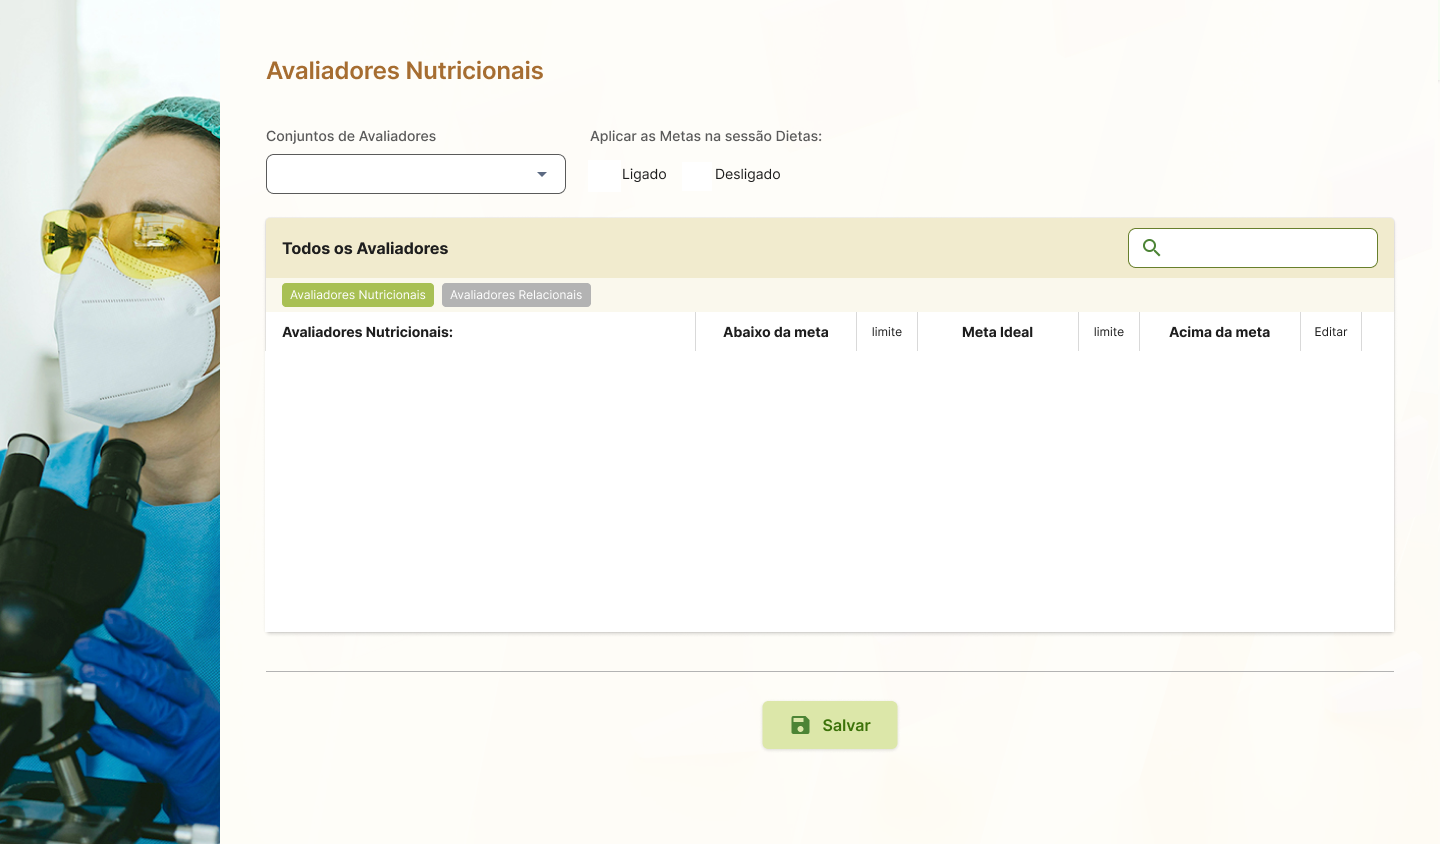 Avaliadores Nutricionais
Conjuntos de Avaliadores
Aplicar as Metas na sessão Dietas:
Ligado
Desligado
Todos os Avaliadores
Avaliadores Nutricionais
Avaliadores Relacionais
Avaliadores Nutricionais:
Abaixo da meta
limite
Meta Ideal
limite
Acima da meta
Editar
Salvar